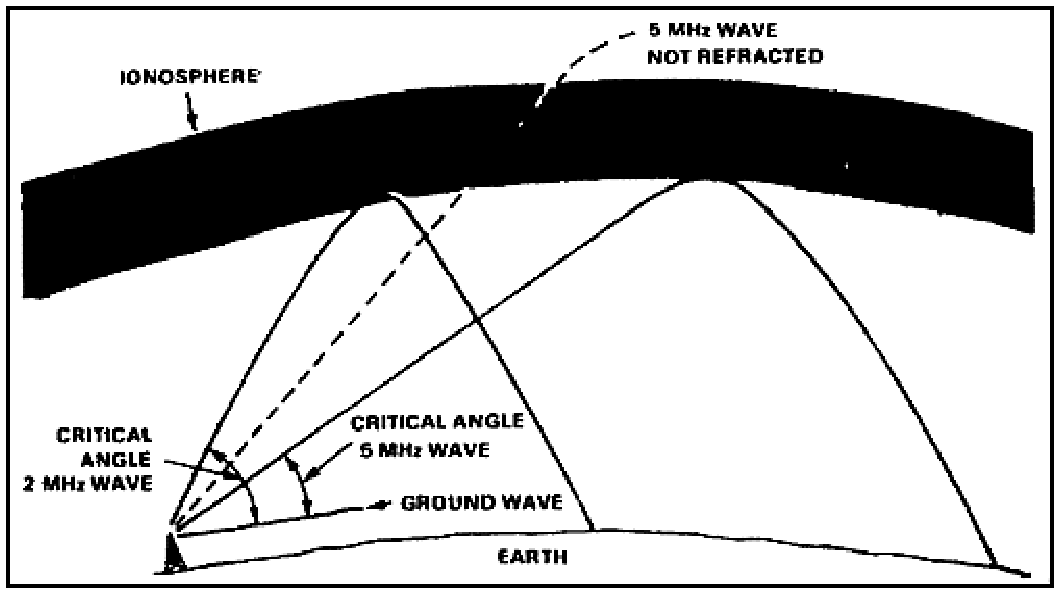 5 MHz WAVE
NOT REFRACTED
IONOSPHERE
CRITICAL ANGLE
5 MHz WAVE
CRITICAL
ANGLE
2 MHz WAVE
GROUND WAVE
EARTH